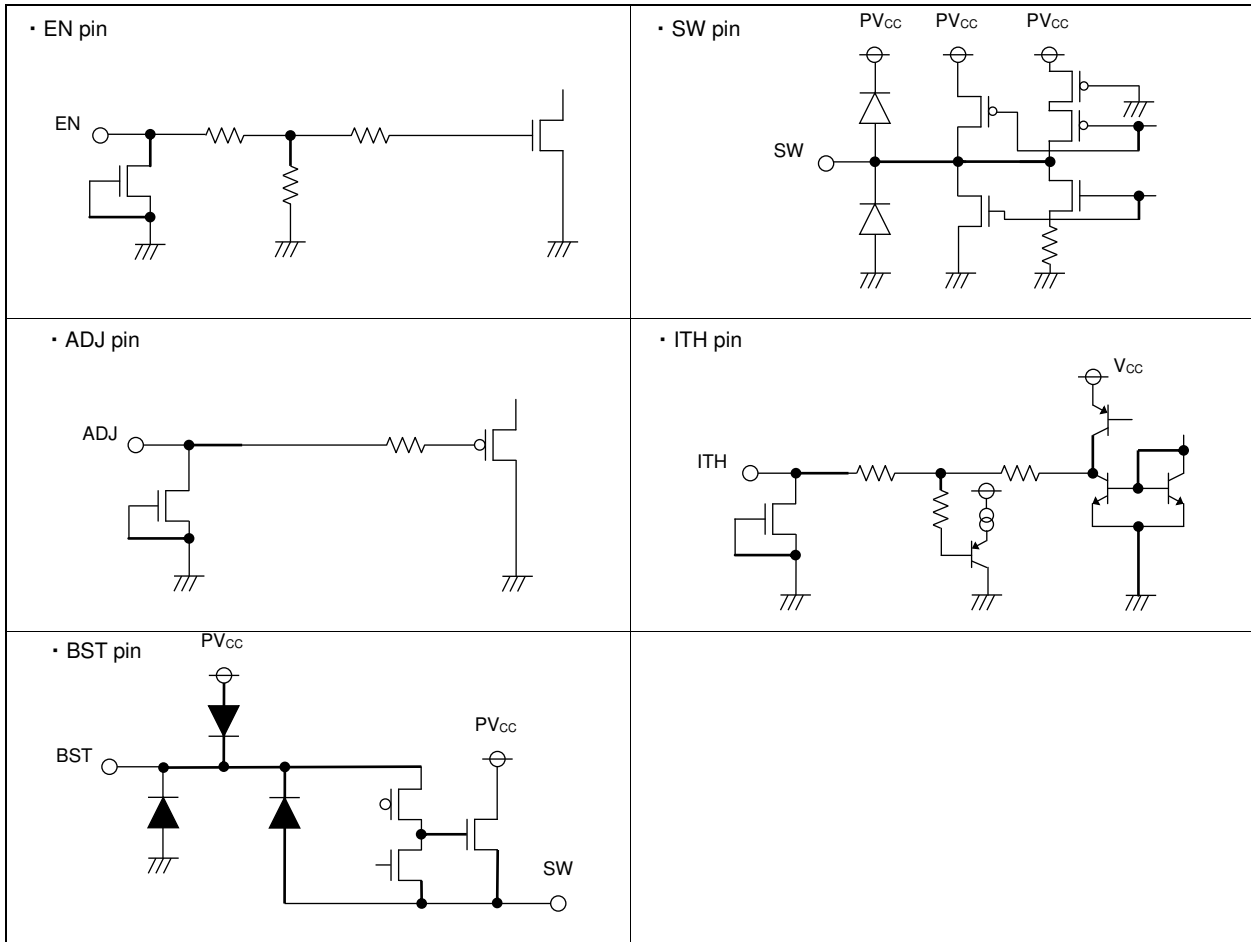 ・EN pin
EN
・SW pin
PVCC PVCC PVCC
SW
・ADJ pin
ADJ
・ITH pin
VCC
ITH
・BST pin
PVCC
PVCC
BST
SW